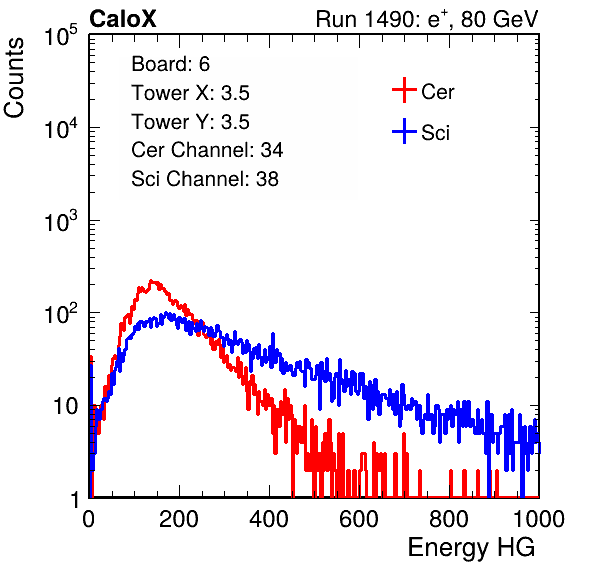 CaloX Run 1490: e⁺, 80 GeV
Counts
Board: 6
Tower X: 3.5
Tower Y: 3.5
Cer Channel: 34
Sci Channel: 38
Cer
Sci
10⁵
10⁴
10³
10²
10
1
0 200 400 600 800 1000
Energy HG